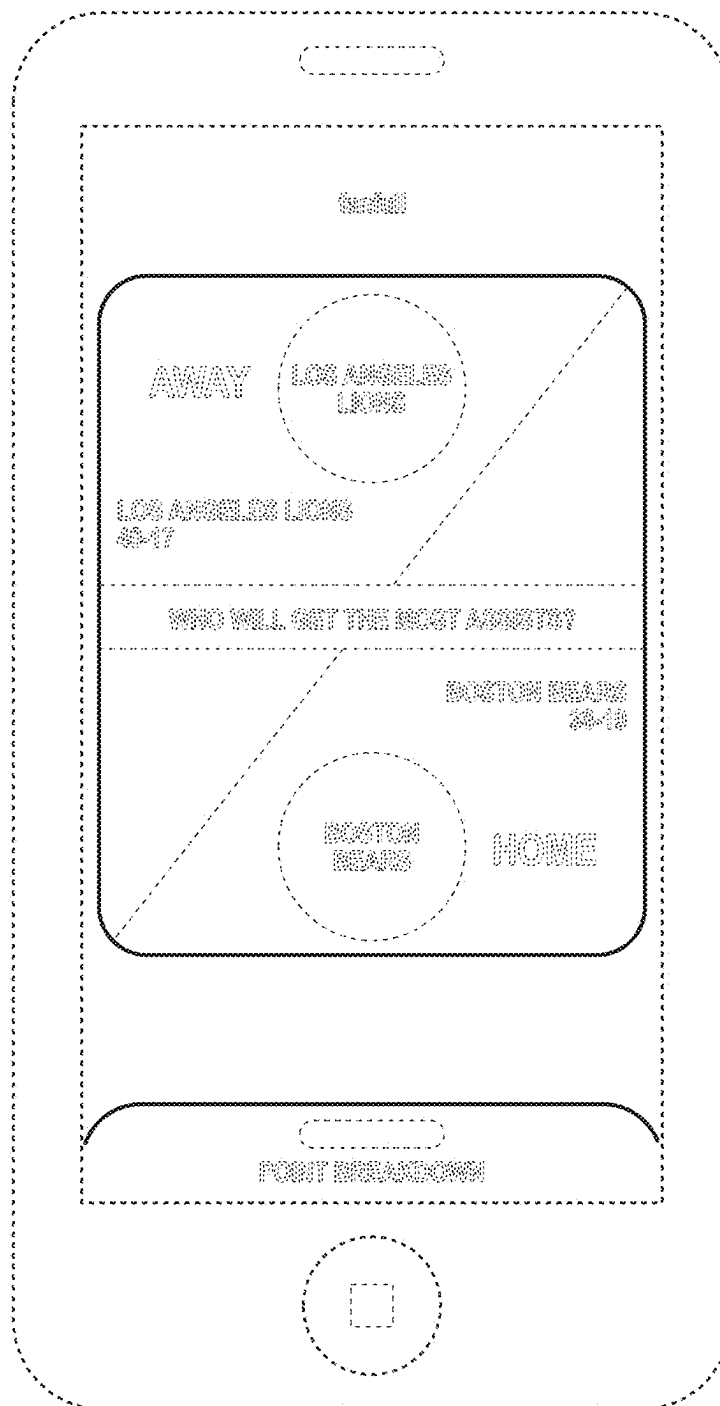 AWAY
LOS ANGELES
LIONS
LOS ANGELES LIONS
WHO WILL GET THE MOST ASSISTS?
BOSTON BEARS
BOSTON
BEARS
HOME
POINT BREAKDOWN